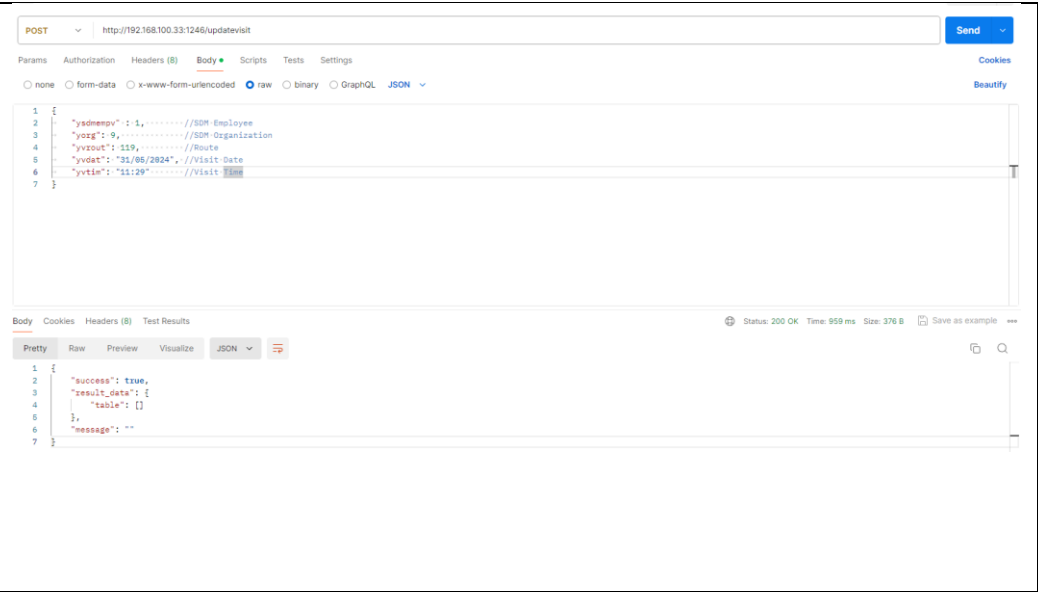 POST http://192.168.100.33:1246/updatevisit Send
Params Authorization Headers (8) Body Scripts Tests Settings Cookies
none form-data x-www-form-urlencoded raw binary GraphQL JSON Beautify
1 {
2 "ysdmempv" : 1, //SDM Employee
3 "yorg": 9, //SDM Organization
4 "yvrout": 119, //Route
5 "yvdat": "31/05/2024", //Visit Date
6 "yvtim": "11:29" //Visit Time
7 }
Body Cookies Headers (8) Test Results Status: 200 OK Time: 959 ms Size: 376 B Save as example
Pretty Raw Preview Visualize JSON
1 {
2 "success": true,
3 "result_data": {
4 "table": []
5 },
6 "message": ""
7 }